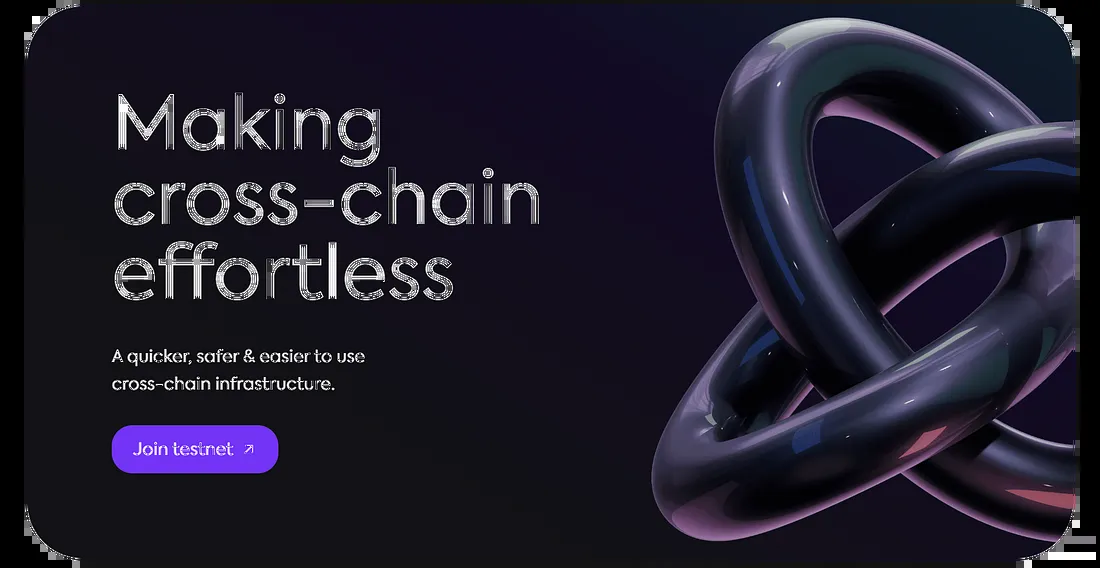 Making
cross-chain
effortless
A quicker, safer & easier to use
cross-chain infrastructure.
Join testnet ↗